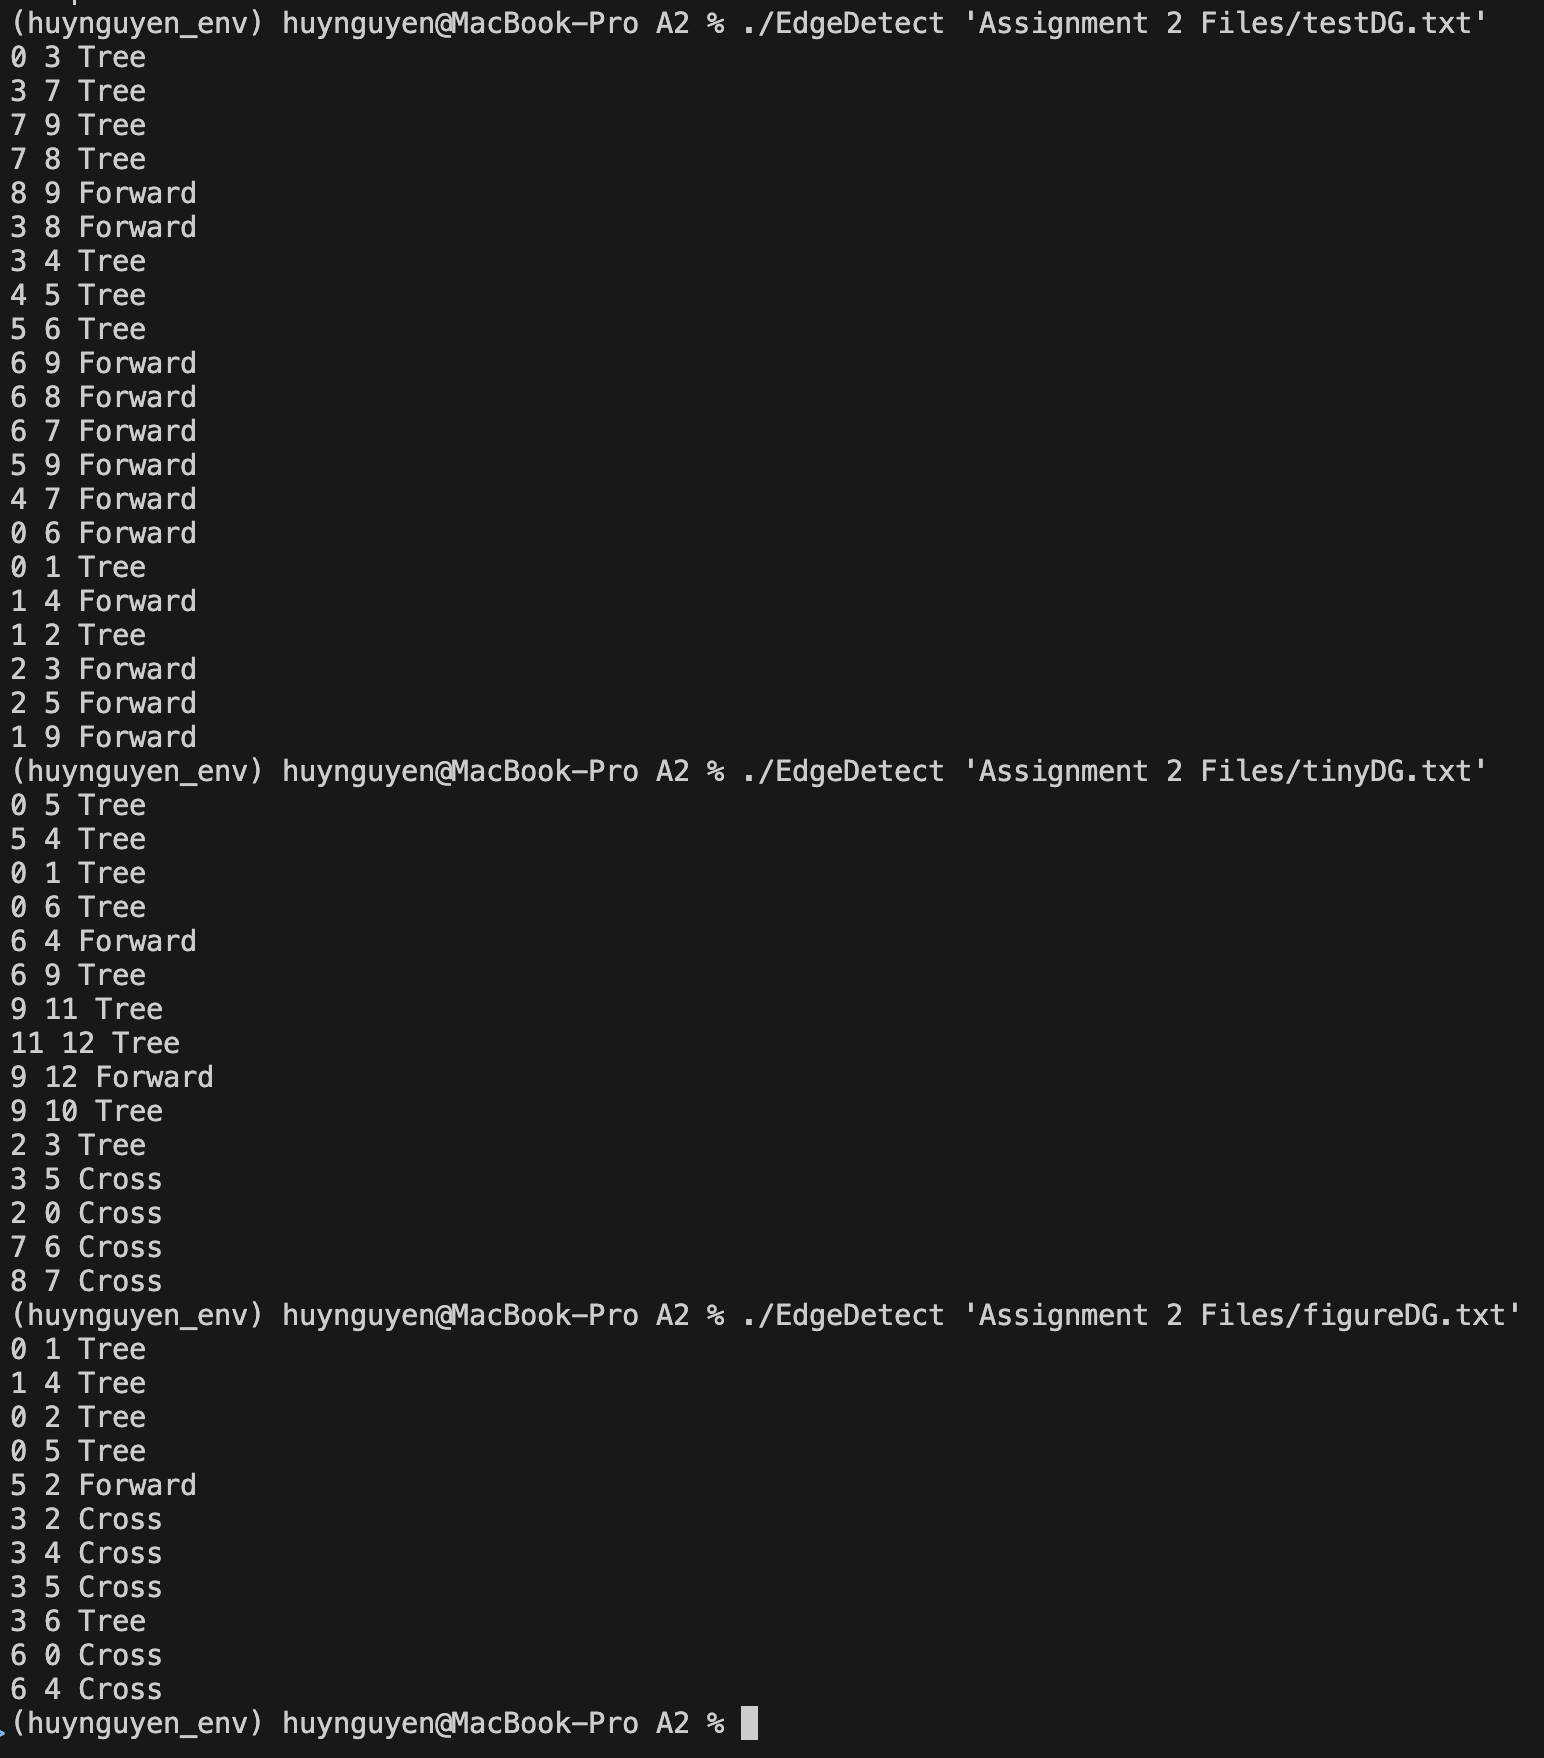 (huynguyen_env) huynguyen@MacBook-Pro A2 % ./EdgeDetect 'Assignment 2 Files/testDG.txt'
0 3 Tree
3 7 Tree
7 9 Tree
7 8 Tree
8 9 Forward
3 8 Forward
3 4 Tree
4 5 Tree
5 6 Tree
6 9 Forward
6 8 Forward
6 7 Forward
5 9 Forward
4 7 Forward
0 6 Forward
0 1 Tree
1 4 Forward
1 2 Tree
2 3 Forward
2 5 Forward
1 9 Forward
(huynguyen_env) huynguyen@MacBook-Pro A2 % ./EdgeDetect 'Assignment 2 Files/tinyDG.txt'
0 5 Tree
5 4 Tree
0 1 Tree
0 6 Tree
6 4 Forward
6 9 Tree
9 11 Tree
11 12 Tree
9 12 Forward
9 10 Tree
2 3 Tree
3 5 Cross
2 0 Cross
7 6 Cross
8 7 Cross
(huynguyen_env) huynguyen@MacBook-Pro A2 % ./EdgeDetect 'Assignment 2 Files/figureDG.txt'
0 1 Tree
1 4 Tree
0 2 Tree
0 5 Tree
5 2 Forward
3 2 Cross
3 4 Cross
3 5 Cross
3 6 Tree
6 0 Cross
6 4 Cross
(huynguyen_env) huynguyen@MacBook-Pro A2 %